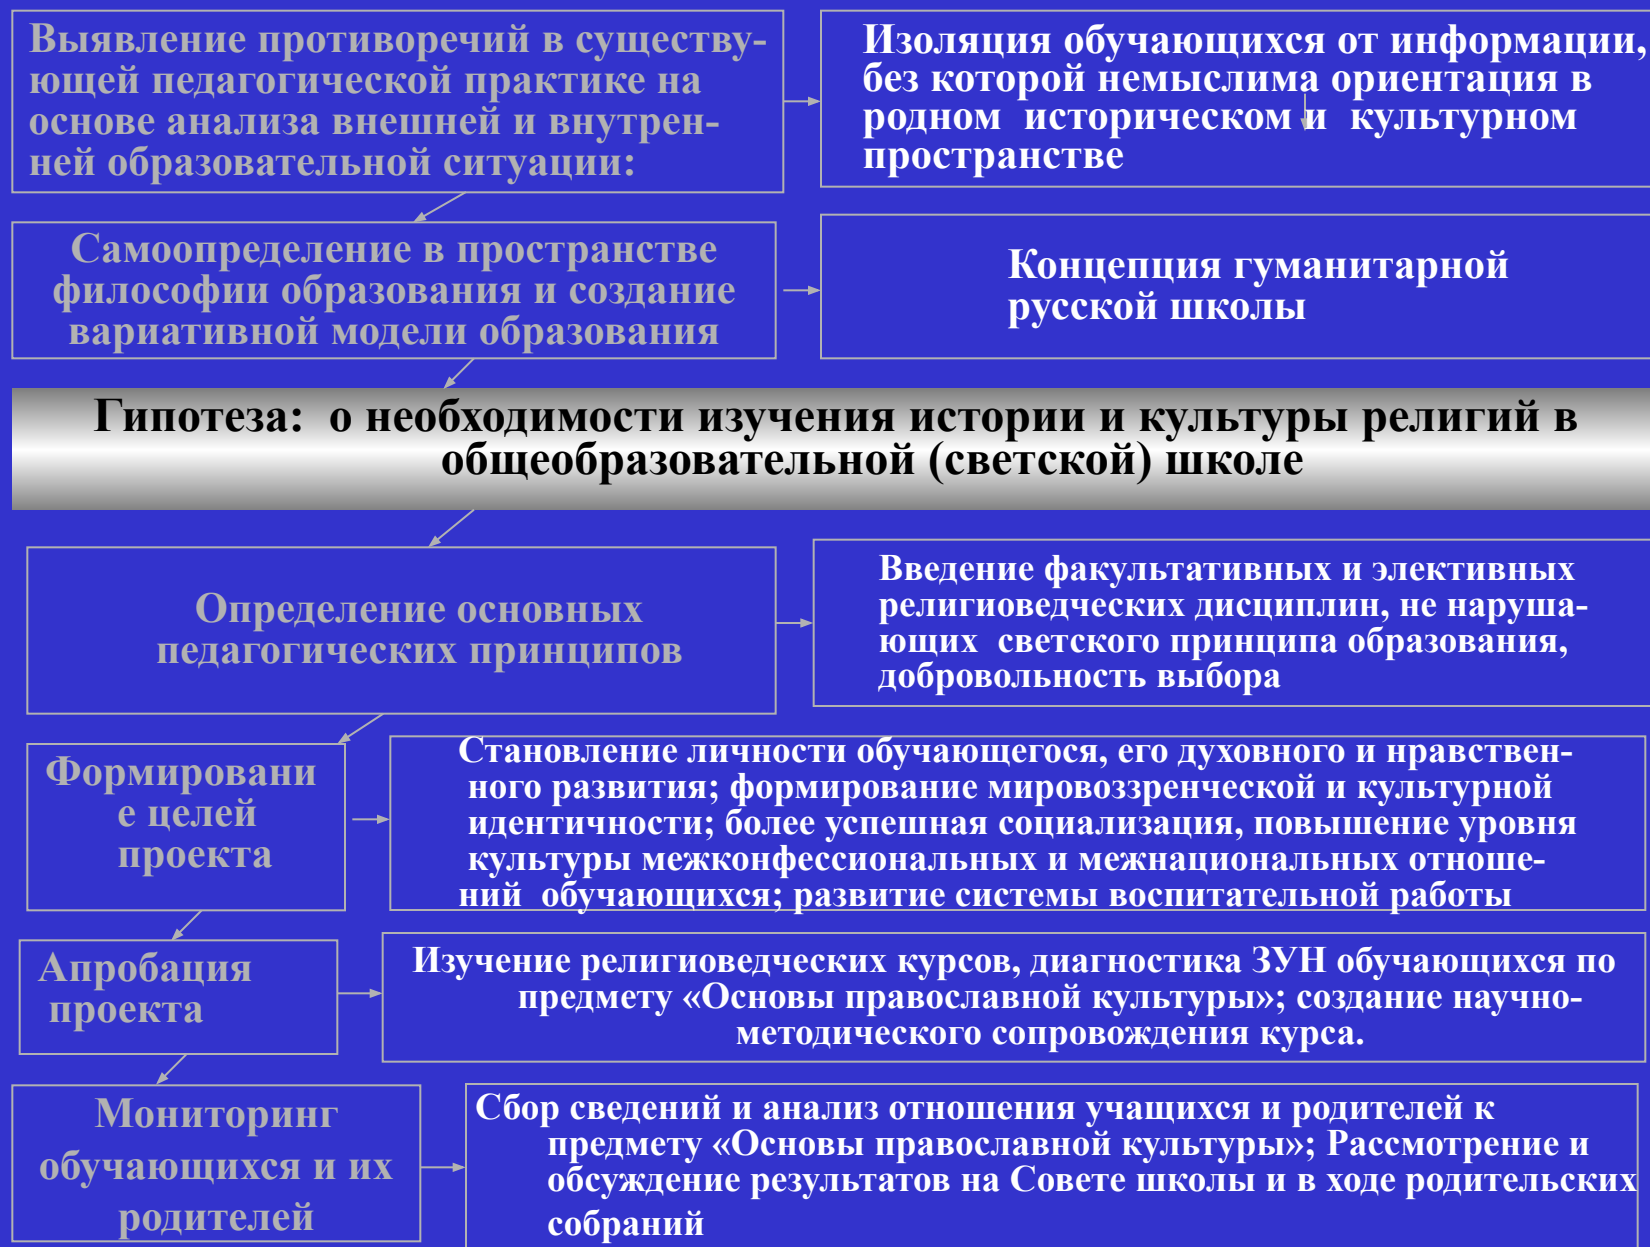 Выявление противоречий в существу-
ющей педагогической практике на
основе анализа внешней и внутрен-
ней образовательной ситуации:
Изоляция обучающихся от информации,
без которой немыслима ориентация в
родном историческом и культурном
пространстве
Самоопределение в пространстве
философии образования и создание
вариативной модели образования
Концепция гуманитарной
русской школы
Гипотеза: о необходимости изучения истории и культуры религий в
общеобразовательной (светской) школе
Определение основных
педагогических принципов
Введение факультативных и элективных
религиоведческих дисциплин, не наруша-
ющих светского принципа образования,
добровольность выбора
Формировани
е целей
проекта
Становление личности обучающегося, его духовного и нравствен-
ного развития; формирование мировоззренческой и культурной
идентичности; более успешная социализация, повышение уровня
культуры межконфессиональных и межнациональных отноше-
ний обучающихся; развитие системы воспитательной работы
Апробация
проекта
Изучение религиоведческих курсов, диагностика ЗУН обучающихся по
предмету «Основы православной культуры»; создание научно-
методического сопровождения курса.
Мониторинг
обучающихся и их
родителей
Сбор сведений и анализ отношения учащихся и родителей к
предмету «Основы православной культуры»; Рассмотрение и
обсуждение результатов на Совете школы и в ходе родительских
собраний